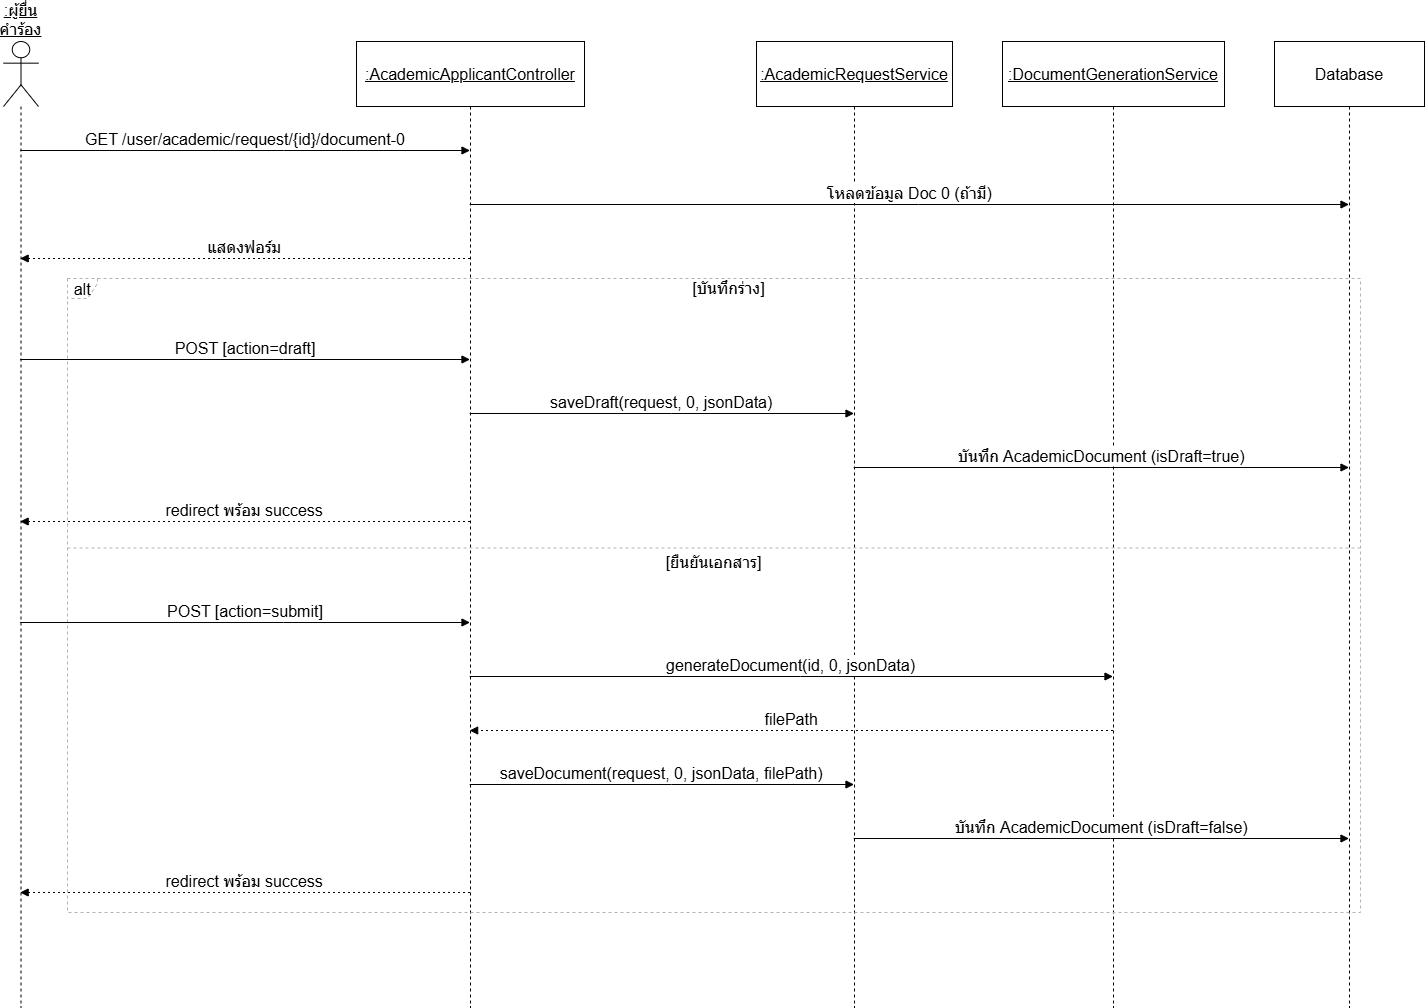 :ผู้ยื่น
คำร้อง
:AcademicApplicantController
:AcademicRequestService
:DocumentGenerationService
Database
GET /user/academic/request/{id}/document-0
โหลดข้อมูล Doc 0 (ถ้ามี)
แสดงฟอร์ม
alt
[บันทึกร่าง]
POST [action=draft]
saveDraft(request, 0, jsonData)
บันทึก AcademicDocument (isDraft=true)
redirect พร้อม success
[ยืนยันเอกสาร]
POST [action=submit]
generateDocument(id, 0, jsonData)
filePath
saveDocument(request, 0, jsonData, filePath)
บันทึก AcademicDocument (isDraft=false)
redirect พร้อม success